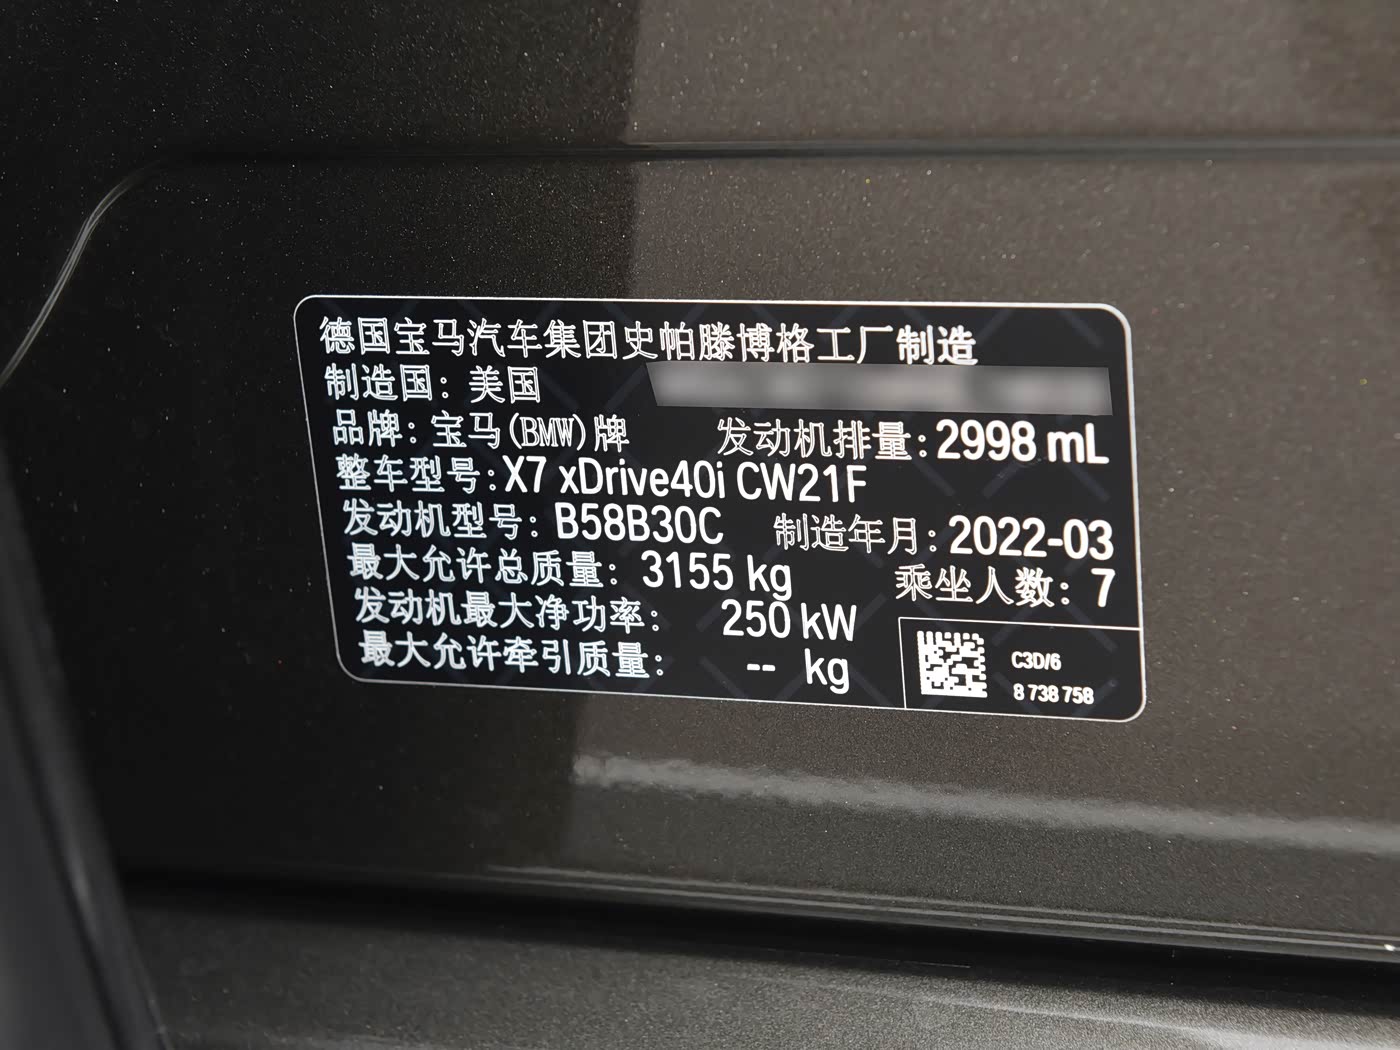 德国宝马汽车集团史帕滕博格工厂制造
制造国：美国
品牌：宝马(BMW)牌 发动机排量：2998 mL
整车型号：X7 xDrive40i CW21F
发动机型号：B58B30C 制造年月：2022-03
最大允许总质量：3155 kg 乘坐人数：7
发动机最大净功率：250 kW
最大允许牵引质量：-- kg
C3D/6
8 738 758